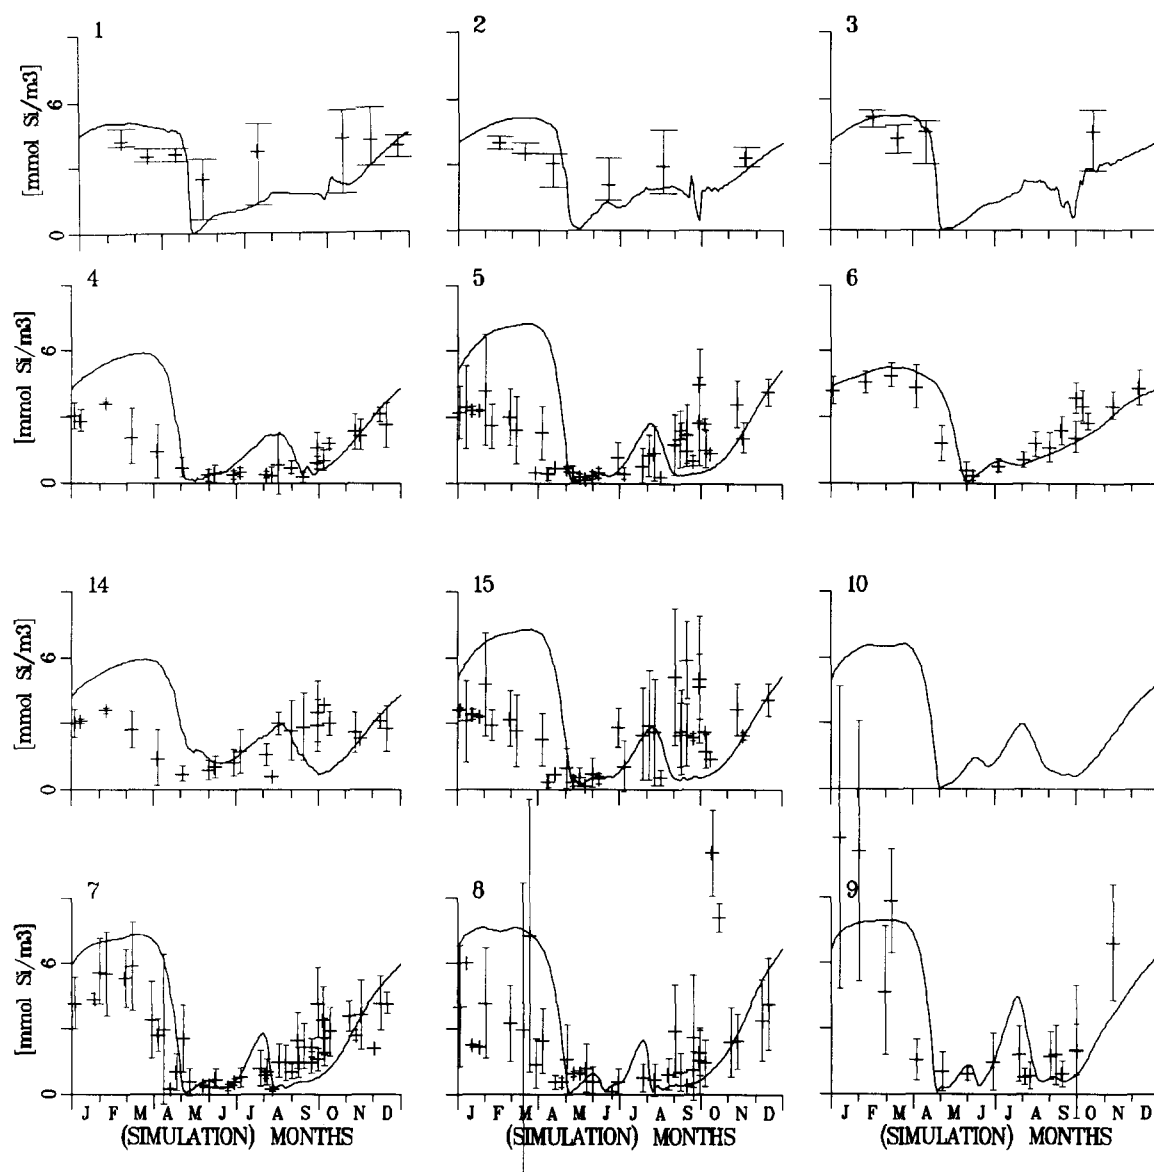 1 2 3
[mmol Si/m3]
6
0
4 5 6
[mmol Si/m3]
6
0
14 15 10
[mmol Si/m3]
6
0
7 8 9
[mmol Si/m3]
6
0
J F M A M J J A S O N D J F M A M J J A S O N D J F M A M J J A S O N D
(SIMULATION) MONTHS (SIMULATION) MONTHS (SIMULATION) MONTHS